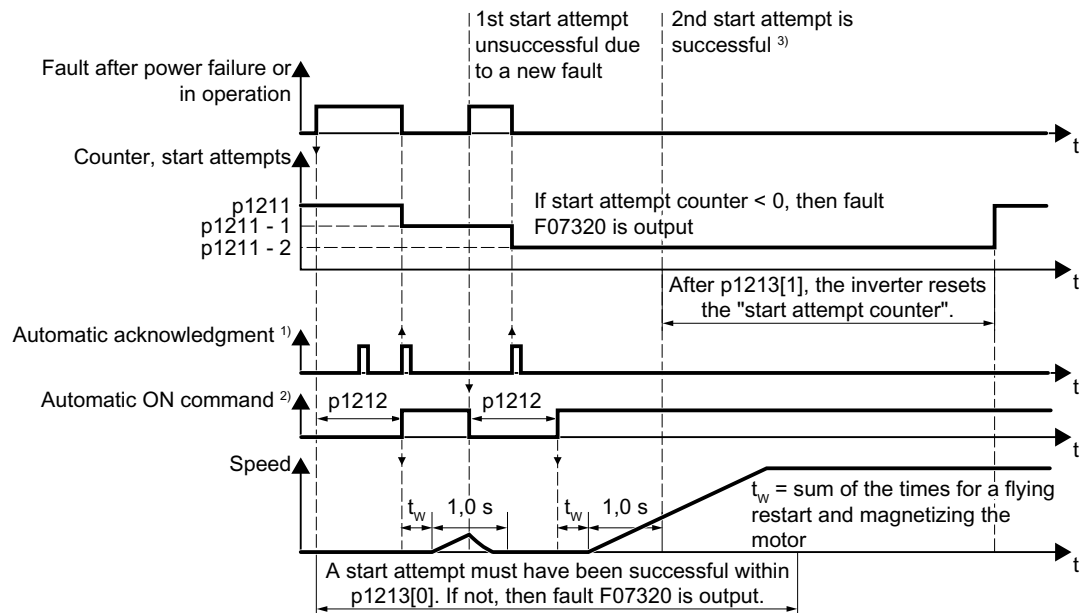 1st start attempt
unsuccessful due
to a new fault
2nd start attempt is
successful 3)
Fault after power failure or
in operation
t
Counter, start attempts
p1211
p1211 - 1
p1211 - 2
If start attempt counter < 0, then fault
F07320 is output
t
After p1213[1], the inverter resets
the "start attempt counter".
Automatic acknowledgment 1)
t
Automatic ON command 2)
p1212
p1212
t
Speed
tw
1,0 s
tw
1,0 s
tw = sum of the times for a flying
restart and magnetizing the
motor
t
A start attempt must have been successful within
p1213[0]. If not, then fault F07320 is output.